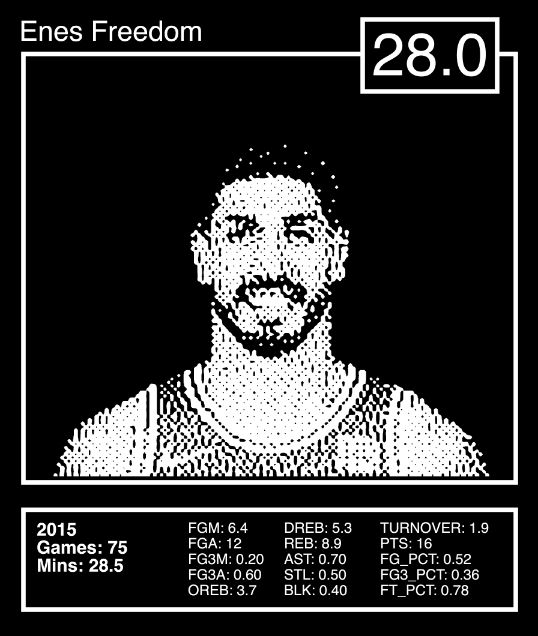 Enes Freedom
28.0
2015
Games: 75
Mins: 28.5
FGM: 6.4
FGA: 12
FG3M: 0.20
FG3A: 0.60
OREB: 3.7
DREB: 5.3
REB: 8.9
AST: 0.70
STL: 0.50
BLK: 0.40
TURNOVER: 1.9
PTS: 16
FG_PCT: 0.52
FG3_PCT: 0.36
FT_PCT: 0.78